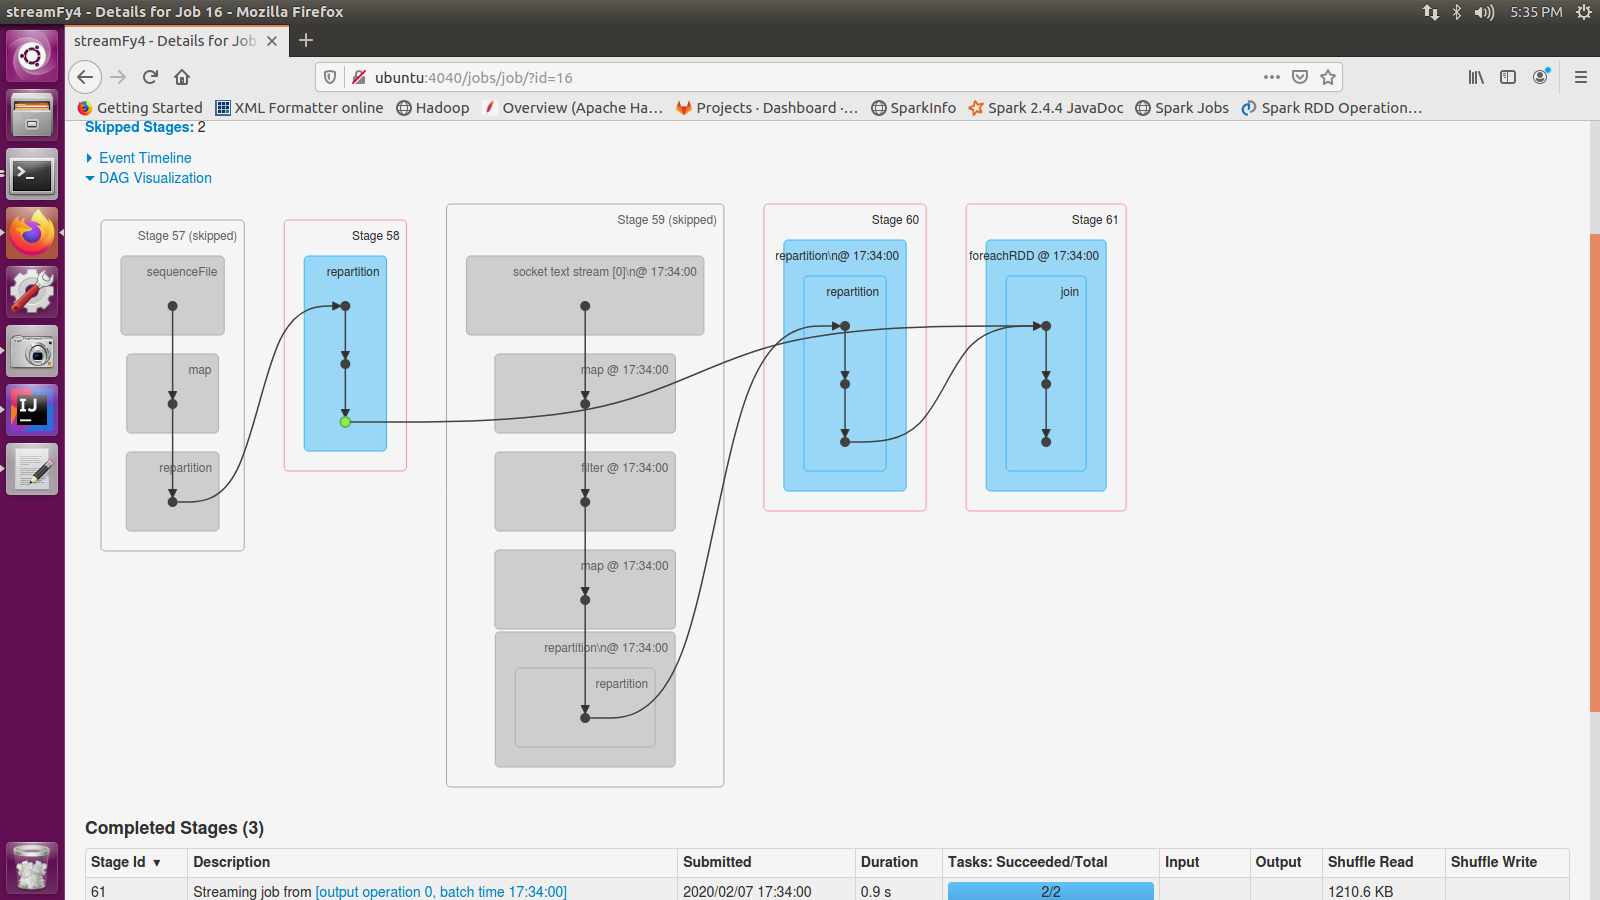 streamFy4 - Details for Job 16 - Mozilla Firefox
5:35 PM
streamFy4 - Details for Job
ubuntu:4040/jobs/job/?id=16
Getting Started
XML Formatter online
Hadoop
Overview (Apache Ha...
Projects · Dashboard ·...
SparkInfo
Spark 2.4.4 JavaDoc
Spark Jobs
Spark RDD Operation...
Skipped Stages: 2
Event Timeline
DAG Visualization
Stage 57 (skipped)
sequenceFile
map
repartition
Stage 58
repartition
Stage 59 (skipped)
socket text stream [0]\n@ 17:34:00
map @ 17:34:00
filter @ 17:34:00
map @ 17:34:00
repartition\n@ 17:34:00
repartition
Stage 60
repartition\n@ 17:34:00
repartition
Stage 61
foreachRDD @ 17:34:00
join
Completed Stages (3)
Stage Id ▾ Description Submitted Duration Tasks: Succeeded/Total Input Output Shuffle Read Shuffle Write
61 Streaming job from [output operation 0, batch time 17:34:00] 2020/02/07 17:34:00 0.9 s 2/2 1210.6 KB
IJ